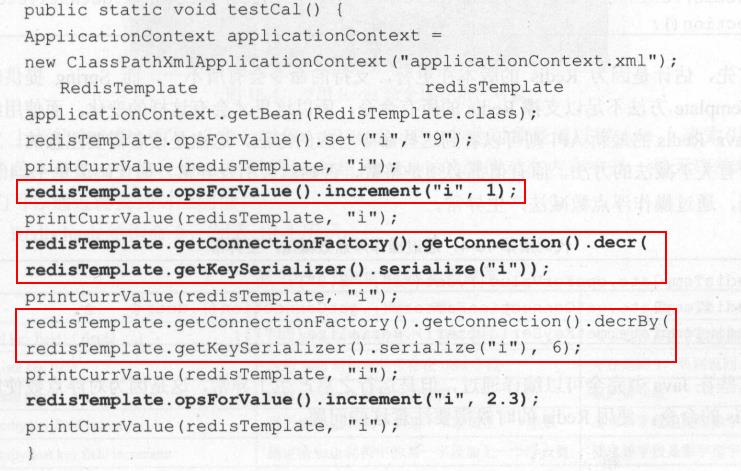 public static void testCal() {
ApplicationContext applicationContext =
new ClassPathXmlApplicationContext("applicationContext.xml");
RedisTemplate redisTemplate =
applicationContext.getBean(RedisTemplate.class);
redisTemplate.opsForValue().set("i", "9");
printCurrValue(redisTemplate, "i");
redisTemplate.opsForValue().increment("i", 1);
printCurrValue(redisTemplate, "i");
redisTemplate.getConnectionFactory().getConnection().decr(
redisTemplate.getKeySerializer().serialize("i"));
printCurrValue(redisTemplate, "i");
redisTemplate.getConnectionFactory().getConnection().decrBy(
redisTemplate.getKeySerializer().serialize("i"), 6);
printCurrValue(redisTemplate, "i");
redisTemplate.opsForValue().increment("i", 2.3);
printCurrValue(redisTemplate, "i");
}